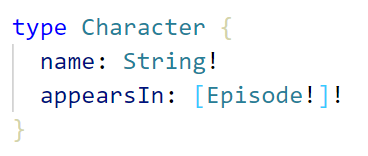 type Character {
  name: String!
  appearsIn: [Episode!]!
}